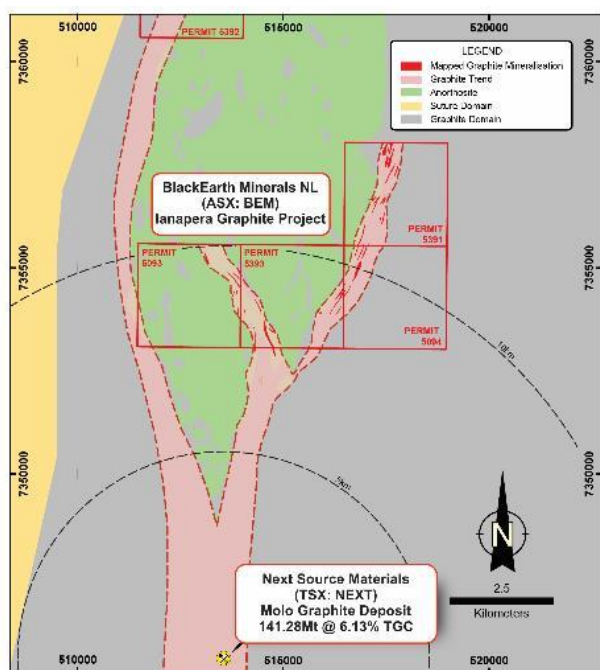 510000
515000
520000
7360000
7360000
PERMIT 5392
LEGEND
Mapped Graphite Mineralisation
Graphite Trend
Anorthosite
Suture Domain
Graphite Domain
BlackEarth Minerals NL
(ASX: BEM)
Ianapera Graphite Project
PERMIT
5391
PERMIT
5093
PERMIT
5393
7355000
7355000
PERMIT
5094
10km
7350000
7350000
5km
N
2.5
Kilometers
Next Source Materials
(TSX: NEXT)
Molo Graphite Deposit
141.28Mt @ 6.13% TGC
510000
515000
520000